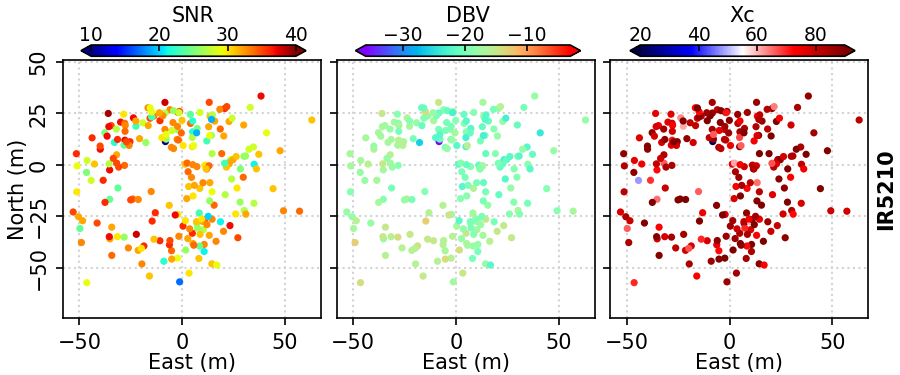 SNR DBV Xc
10 20 30 40 −30 −20 −10 20 40 60 80
50
25
0
−25
−50
North (m)
−50 0 50 −50 0 50 −50 0 50
East (m) East (m) East (m)
IR5210